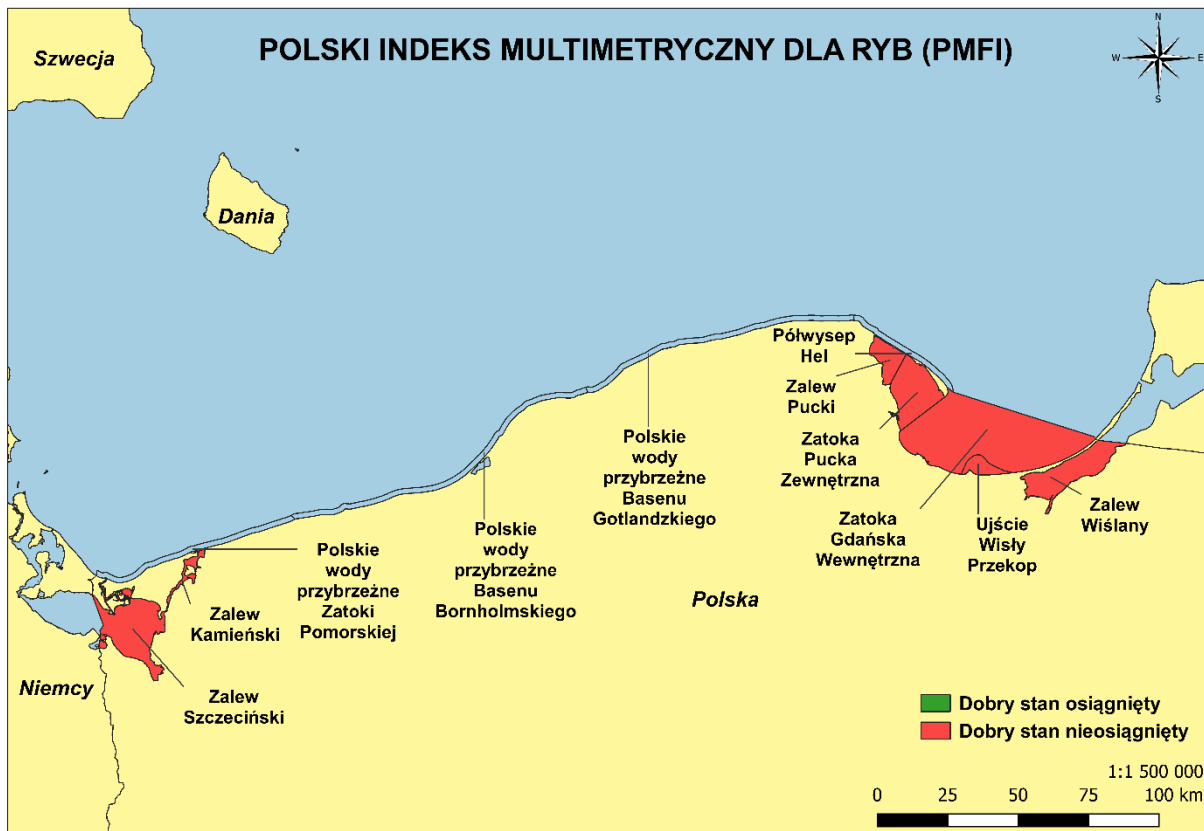 POLSKI INDEKS MULTIMETRYCZNY DLA RYB (PMFI)
N
W
E
S
Szwecja
Dania
Półwysep
Hel
Zalew
Pucki
Zatoka
Pucka
Zewnętrzna
Zatoka
Gdańska
Wewnętrzna
Ujście
Wisły
Przekop
Zalew
Wiślany
Polskie
wody
przybrzeżne
Basenu
Gotlandzkiego
Polskie
wody
przybrzeżne
Basenu
Bornholmskiego
Polskie
wody
przybrzeżne
Zatoki
Pomorskiej
Zalew
Kamieński
Zalew
Szczeciński
Polska
Niemcy
Dobry stan osiągnięty
Dobry stan nieosiągnięty
1:1 500 000
0 25 50 75 100 km